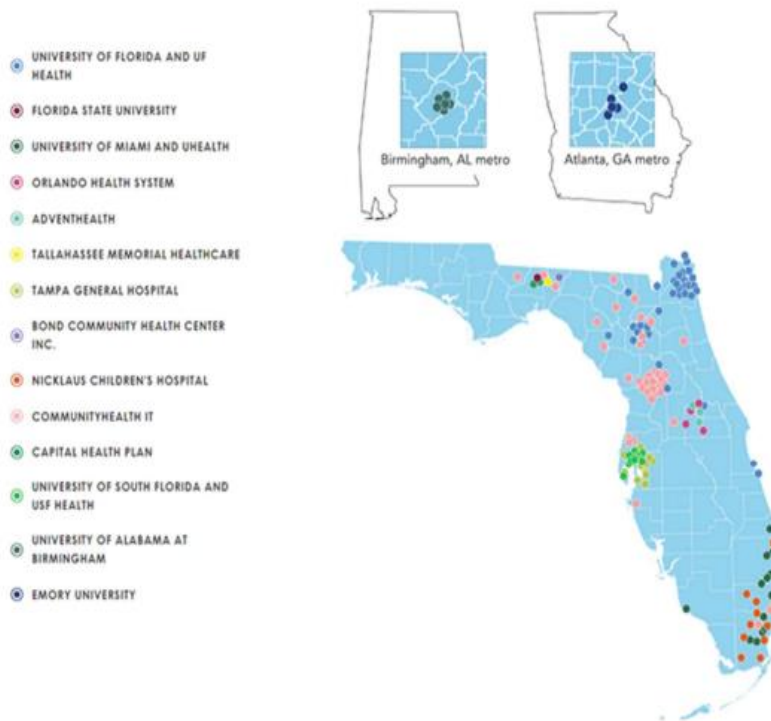 UNIVERSITY OF FLORIDA AND UF
HEALTH
FLORIDA STATE UNIVERSITY
UNIVERSITY OF MIAMI AND UHEALTH
ORLANDO HEALTH SYSTEM
ADVENTHEALTH
TALLAHASSEE MEMORIAL HEALTHCARE
TAMPA GENERAL HOSPITAL
BOND COMMUNITY HEALTH CENTER
INC.
NICKLAUS CHILDREN'S HOSPITAL
COMMUNITYHEALTH IT
CAPITAL HEALTH PLAN
UNIVERSITY OF SOUTH FLORIDA AND
USF HEALTH
UNIVERSITY OF ALABAMA AT
BIRMINGHAM
EMORY UNIVERSITY
Birmingham, AL metro
Atlanta, GA metro